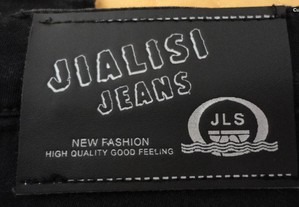 JIALISI
JEANS
JLS
NEW FASHION
HIGH QUALITY GOOD FEELING